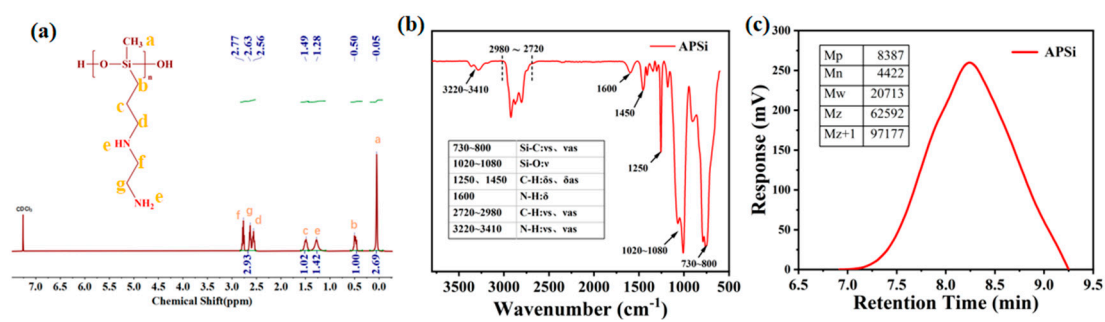 (a)
2.77
2.63
2.56
1.49
1.28
0.50
0.05
CH₃ a
H O Si n OH
b
c
d
e HN
f
g
NH₂ e
CDCl₃
f g d c e b a
2.93 1.02 1.42 1.00 2.69
7.5 7.0 6.5 6.0 5.5 5.0 4.5 4.0 3.5 3.0 2.5 2.0 1.5 1.0 0.5 0.0
Chemical Shift(ppm)
(b)
2980 ~ 2720
APSi
3220~3410
1600
1450
1250
730~800 Si-C:vs、vas
1020~1080 Si-O:v
1250、1450 C-H:δs、δas
1600 N-H:δ
2720~2980 C-H:vs、vas
3220~3410 N-H:vs、vas
1020~1080
730~800
3500 3000 2500 2000 1500 1000 500
Wavenumber (cm⁻¹)
(c)
APSi
Mp 8387
Mn 4422
Mw 20713
Mz 62592
Mz+1 97177
300
250
200
150
100
50
0
Response (mV)
6.5 7.0 7.5 8.0 8.5 9.0 9.5
Retention Time (min)